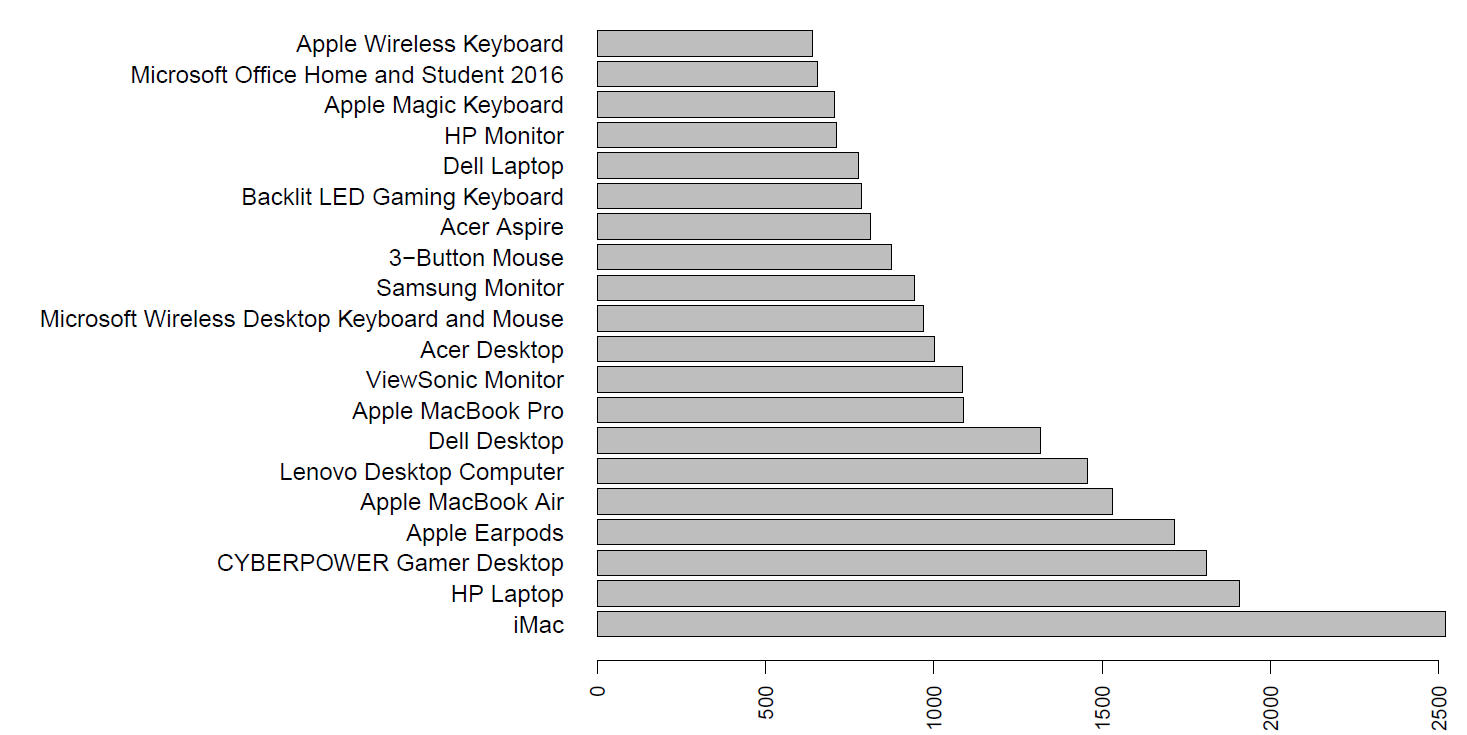 Apple Wireless Keyboard
Microsoft Office Home and Student 2016
Apple Magic Keyboard
HP Monitor
Dell Laptop
Backlit LED Gaming Keyboard
Acer Aspire
3−Button Mouse
Samsung Monitor
Microsoft Wireless Desktop Keyboard and Mouse
Acer Desktop
ViewSonic Monitor
Apple MacBook Pro
Dell Desktop
Lenovo Desktop Computer
Apple MacBook Air
Apple Earpods
CYBERPOWER Gamer Desktop
HP Laptop
iMac
0
500
1000
1500
2000
2500